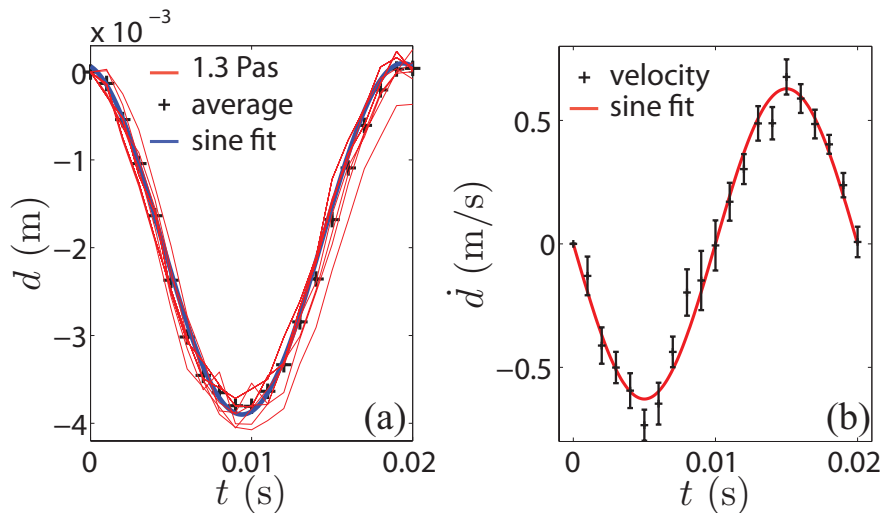 x 10⁻³
0
−1
−2
−3
−4
d (m)
1.3 Pas
average
sine fit
(a)
0 0.01 0.02
t (s)
0.5
0
−0.5
ḋ (m/s)
velocity
sine fit
(b)
0 0.01 0.02
t (s)